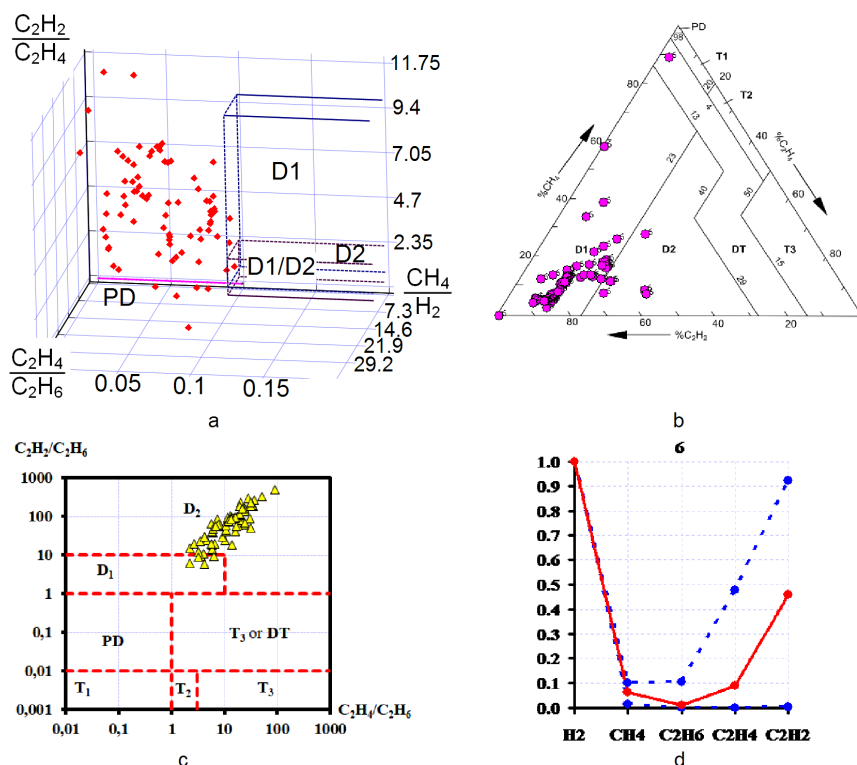 C₂H₂
C₂H₄
11.75
9.4
7.05
4.7
2.35
D1
D2
D1/D2
PD
CH₄
H₂
7.3
14.6
21.9
29.2
C₂H₄
C₂H₆
0.05
0.1
0.15
a
PD
98
T1
20
T2
80
20
4
13
40
%C₂H₄
60
%CH₄
23
60
40
40
50
20
D1
D2
DT
T3
80
29
15
80
60
40
20
%C₂H₂
b
C₂H₂/C₂H₆
1000
100
10
1
0,1
0,01
0,001
D₂
D₁
PD
T₃ or DT
T₁
T₂
T₃
0,01
0,1
1
10
100
1000
C₂H₄/C₂H₆
c
6
1.0
0.9
0.8
0.7
0.6
0.5
0.4
0.3
0.2
0.1
0.0
H2 CH4 C2H6 C2H4 C2H2
d